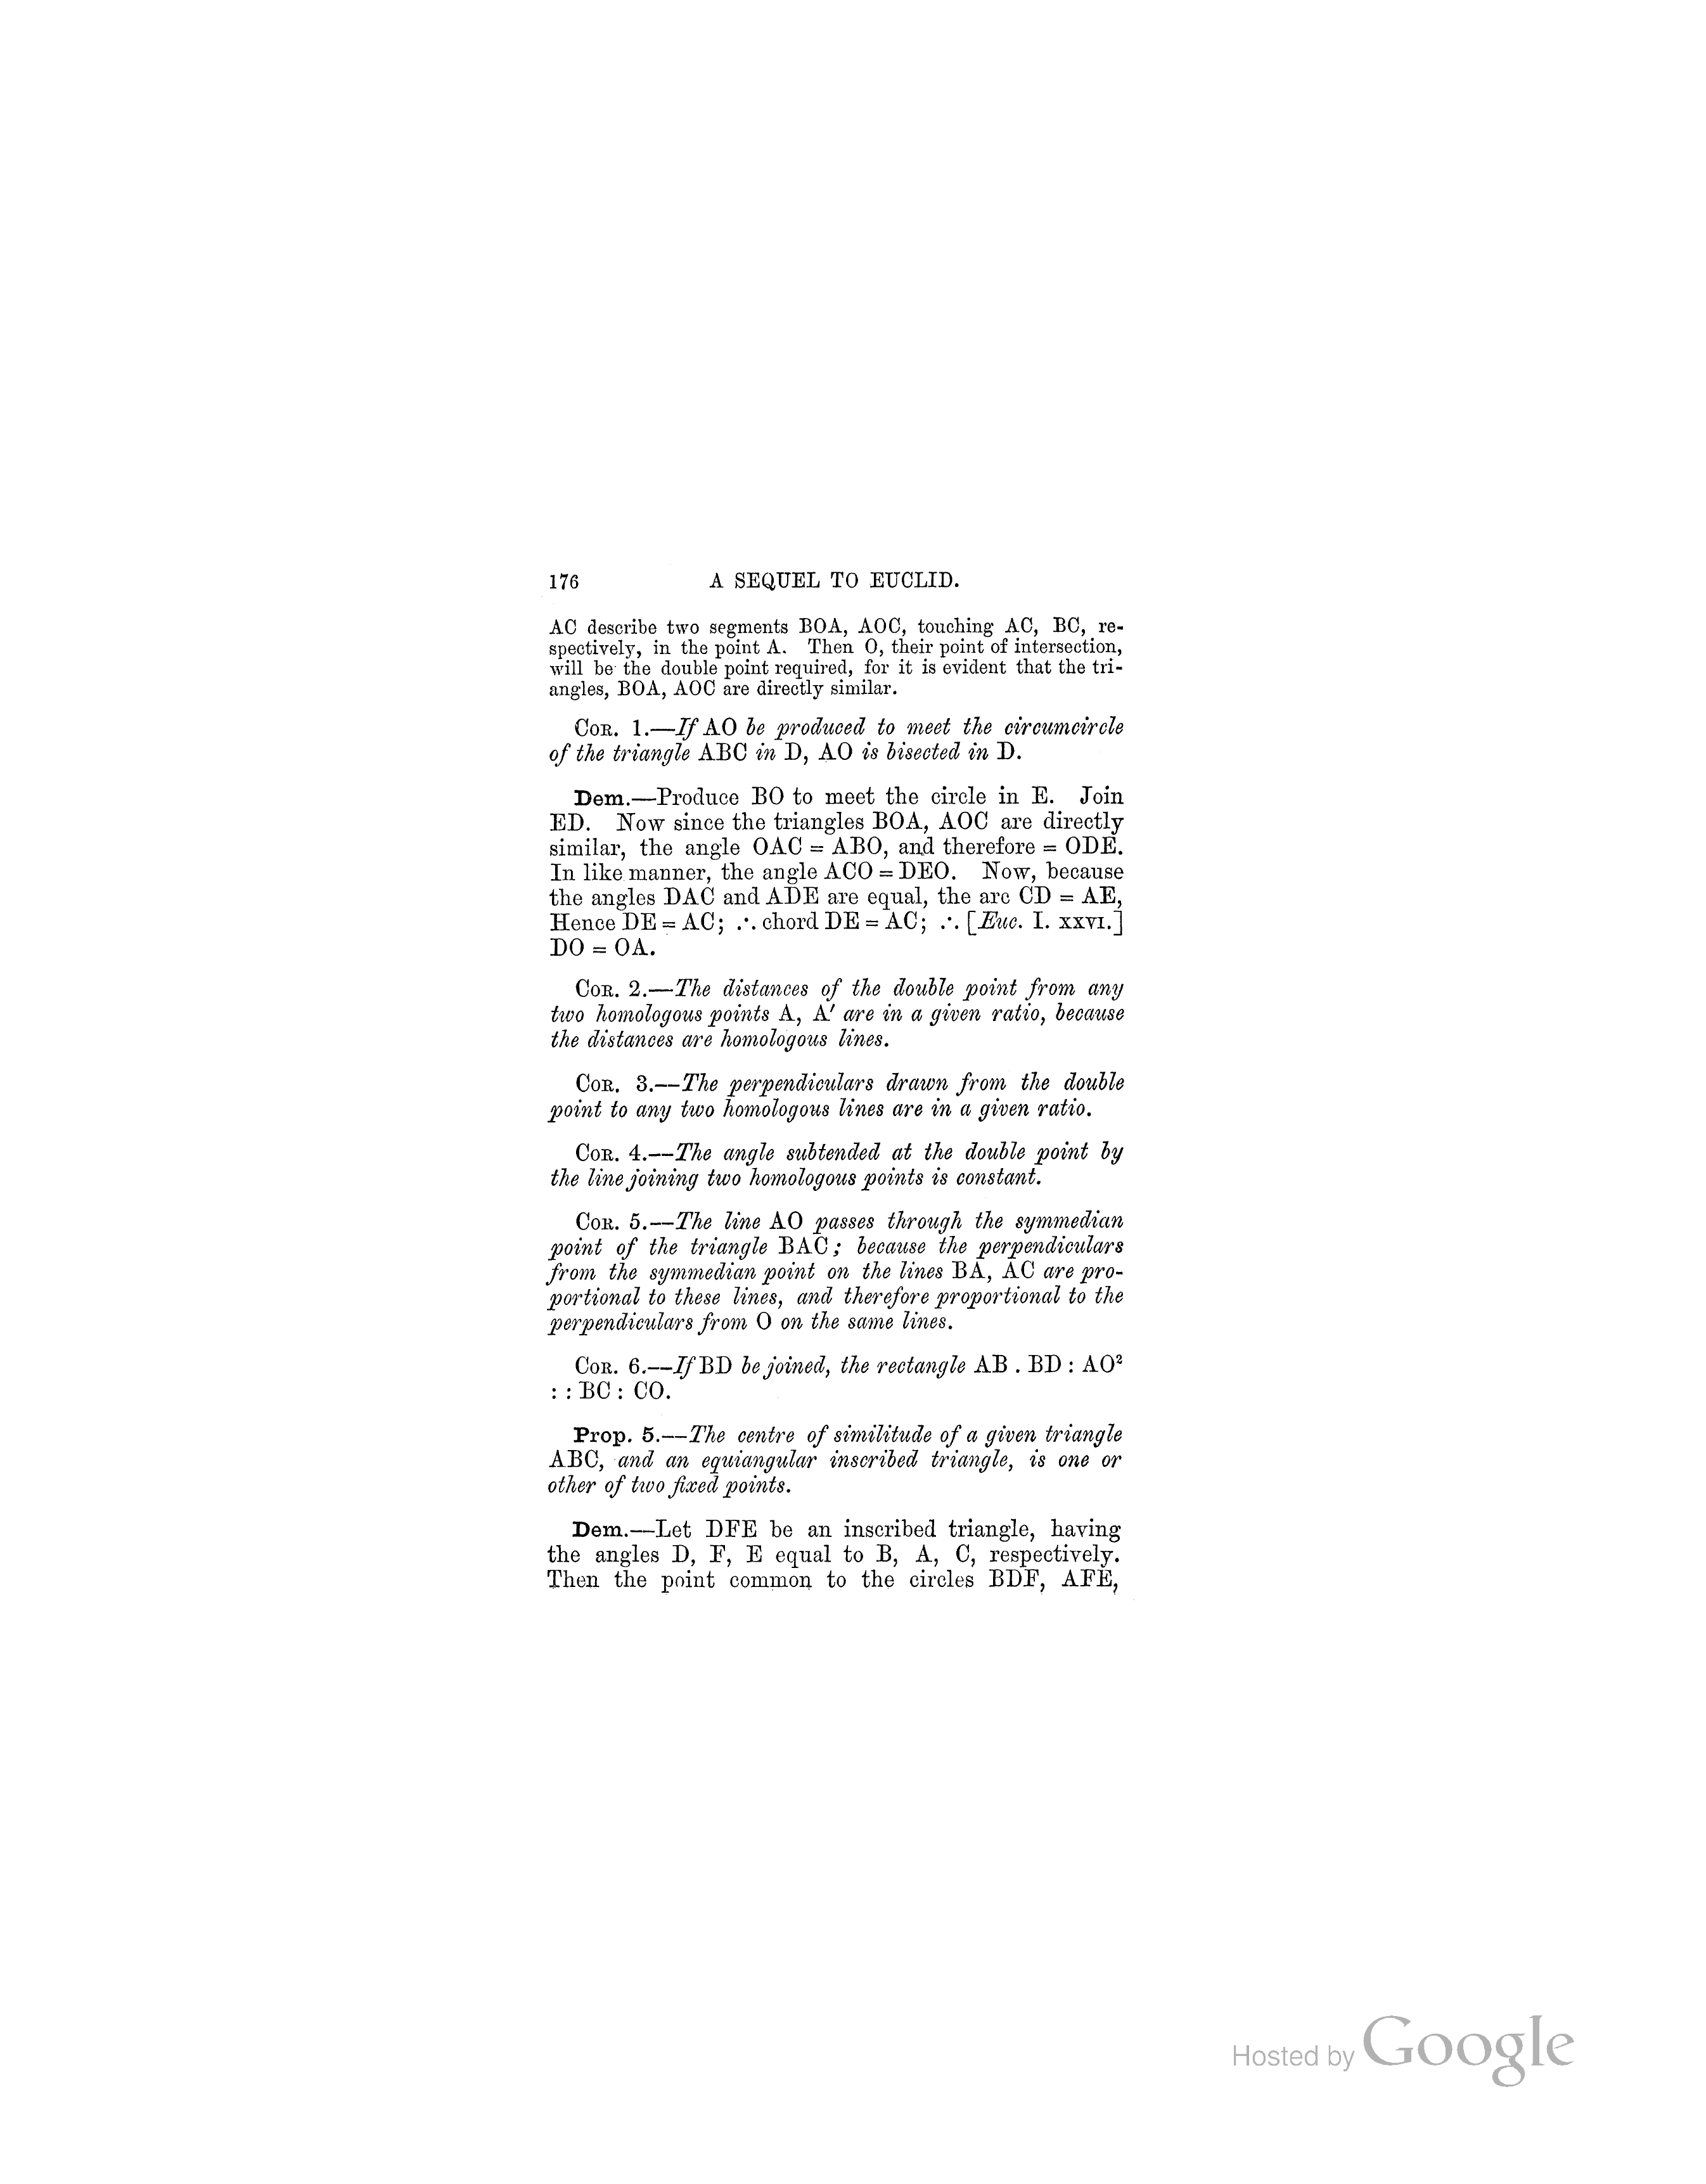 176 A SEQUEL TO EUCLID.
AC describe two segments BOA, AOC, touching AC, BC, re-
spectively, in the point A. Then O, their point of intersection,
will be the double point required, for it is evident that the tri-
angles, BOA, AOC are directly similar.
Cor. 1.—If AO be produced to meet the circumcircle
of the triangle ABC in D, AO is bisected in D.
Dem.—Produce BO to meet the circle in E. Join
ED. Now since the triangles BOA, AOC are directly
similar, the angle OAC = ABO, and therefore = ODE.
In like manner, the angle ACO = DEO. Now, because
the angles DAC and ADE are equal, the arc CD = AE,
Hence DE = AC; ∴ chord DE = AC; ∴ [Euc. I. xxvi.]
DO = OA.
Cor. 2.—The distances of the double point from any
two homologous points A, A′ are in a given ratio, because
the distances are homologous lines.
Cor. 3.—The perpendiculars drawn from the double
point to any two homologous lines are in a given ratio.
Cor. 4.—The angle subtended at the double point by
the line joining two homologous points is constant.
Cor. 5.—The line AO passes through the symmedian
point of the triangle BAC; because the perpendiculars
from the symmedian point on the lines BA, AC are pro-
portional to these lines, and therefore proportional to the
perpendiculars from O on the same lines.
Cor. 6.—If BD be joined, the rectangle AB . BD : AO²
: : BC : CO.
Prop. 5.—The centre of similitude of a given triangle
ABC, and an equiangular inscribed triangle, is one or
other of two fixed points.
Dem.—Let DFE be an inscribed triangle, having
the angles D, F, E equal to B, A, C, respectively.
Then the point common to the circles BDF, AFE,
Hosted by Google